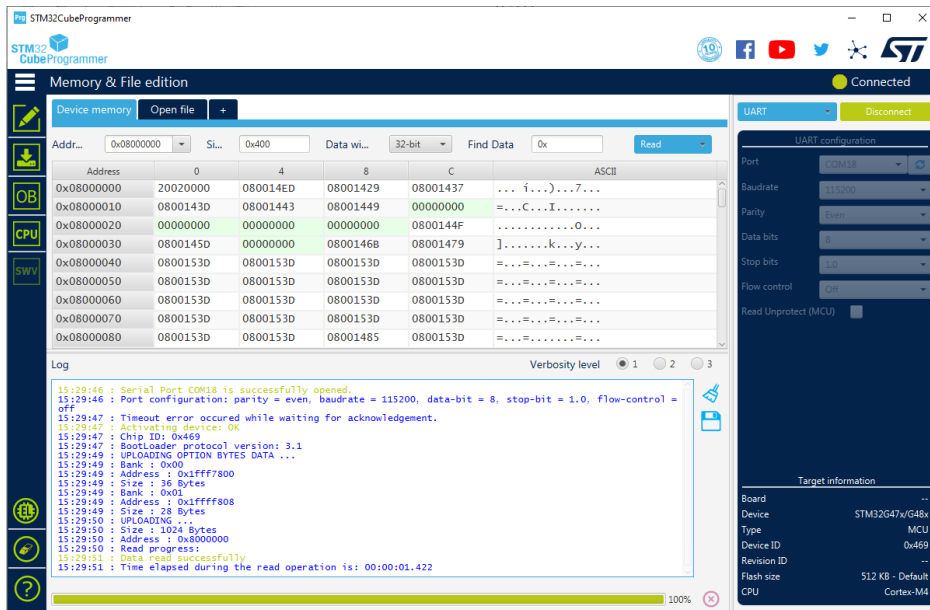 Prg STM32CubeProgrammer
STM32
CubeProgrammer
Memory & File edition
Connected
Device memory Open file +
UART Disconnect
Addr... 0x08000000 Si... 0x400 Data wi... 32-bit Find Data 0x Read
UART configuration
Port COM18
Baudrate 115200
Parity Even
Data bits 8
Stop bits 1.0
Flow control Off
Read Unprotect (MCU)
OB
CPU
SWV
Address 0 4 8 C ASCII
0x08000000 20020000 080014ED 08001429 08001437 ... í...)...7...
0x08000010 0800143D 08001443 08001449 00000000 =...C...I.......
0x08000020 00000000 00000000 00000000 0800144F ............O...
0x08000030 0800145D 00000000 0800146B 08001479 ].......k...y...
0x08000040 0800153D 0800153D 0800153D 0800153D =...=...=...=...
0x08000050 0800153D 0800153D 0800153D 0800153D =...=...=...=...
0x08000060 0800153D 0800153D 0800153D 0800153D =...=...=...=...
0x08000070 0800153D 0800153D 0800153D 0800153D =...=...=...=...
0x08000080 0800153D 0800153D 08001485 0800153D =...=.......=...
Log Verbosity level 1 2 3
15:29:46 : Serial Port COM18 is successfully opened.
15:29:46 : Port configuration: parity = even, baudrate = 115200, data-bit = 8, stop-bit = 1.0, flow-control =
off
15:29:47 : Timeout error occured while waiting for acknowledgement.
15:29:47 : Activating device: OK
15:29:47 : Chip ID: 0x469
15:29:47 : BootLoader protocol version: 3.1
15:29:49 : UPLOADING OPTION BYTES DATA ...
15:29:49 : Bank : 0x00
15:29:49 : Address : 0x1fff7800
15:29:49 : Size : 36 Bytes
15:29:49 : Bank : 0x01
15:29:49 : Address : 0x1ffff808
15:29:49 : Size : 28 Bytes
15:29:50 : UPLOADING ...
15:29:50 : Size : 1024 Bytes
15:29:50 : Address : 0x8000000
15:29:50 : Read progress:
15:29:51 : Data read successfully
15:29:51 : Time elapsed during the read operation is: 00:00:01.422
100%
Target information
Board --
Device STM32G47x/G48x
Type MCU
Device ID 0x469
Revision ID --
Flash size 512 KB - Default
CPU Cortex-M4